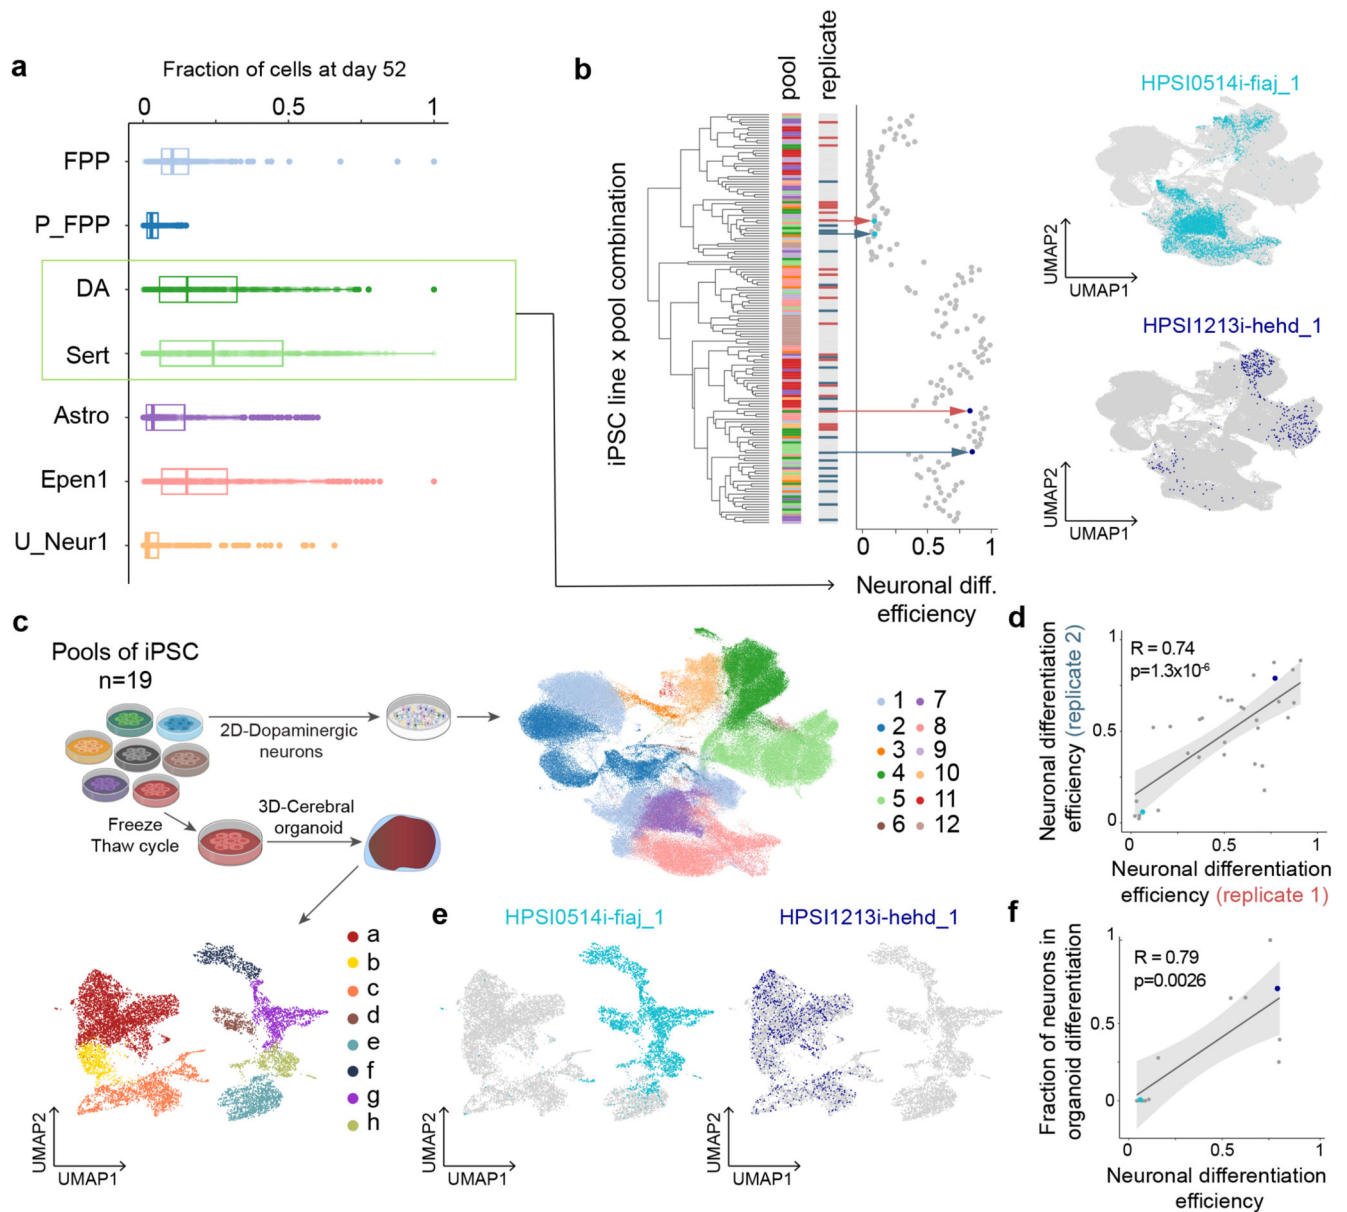 a
Fraction of cells at day 52
0
0.5
1
FPP
P_FPP
DA
Sert
Astro
Epen1
U_Neur1
b
pool
replicate
iPSC line x pool combination
0
0.5
1
Neuronal diff.
efficiency
HPSI0514i-fiaj_1
UMAP2
UMAP1
HPSI1213i-hehd_1
UMAP2
UMAP1
c
Pools of iPSC
n=19
2D-Dopaminergic
neurons
Freeze
Thaw cycle
3D-Cerebral
organoid
1
2
3
4
5
6
7
8
9
10
11
12
a
b
c
d
e
f
g
h
UMAP2
UMAP1
d
Neuronal differentiation
efficiency (replicate 2)
1
0.5
0
R = 0.74
p=1.3x10⁻⁶
0
0.5
1
Neuronal differentiation
efficiency (replicate 1)
e
HPSI0514i-fiaj_1
HPSI1213i-hehd_1
UMAP2
UMAP1
UMAP2
UMAP1
f
Fraction of neurons in
organoid differentiation
1
0.5
0
R = 0.79
p=0.0026
0
0.5
1
Neuronal differentiation
efficiency